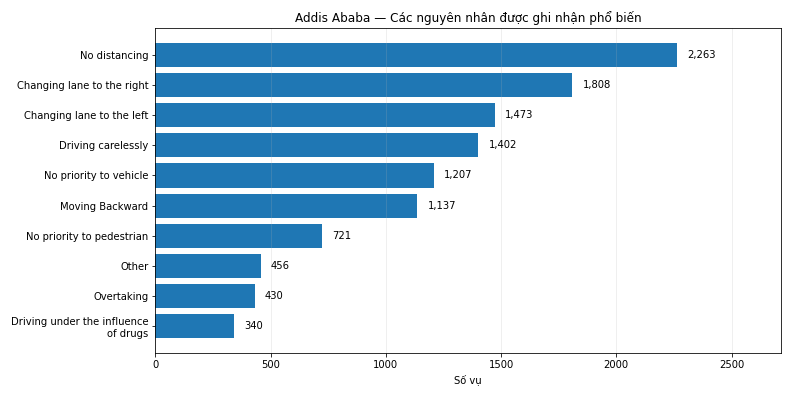 Addis Ababa — Các nguyên nhân được ghi nhận phổ biến
No distancing
2,263
Changing lane to the right
1,808
Changing lane to the left
1,473
Driving carelessly
1,402
No priority to vehicle
1,207
Moving Backward
1,137
No priority to pedestrian
721
Other
456
Overtaking
430
Driving under the influence
of drugs
340
0
500
1000
1500
2000
2500
Số vụ